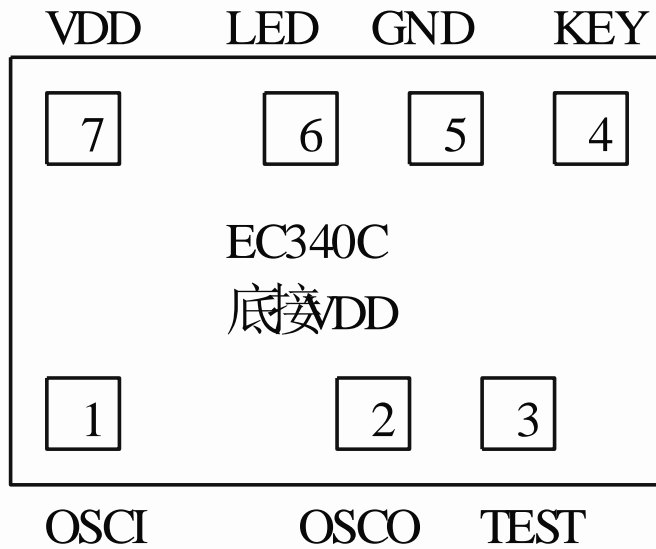 VDD LED GND KEY
7 6 5 4
EC340C
底接VDD
1 2 3
OSCI OSCO TEST